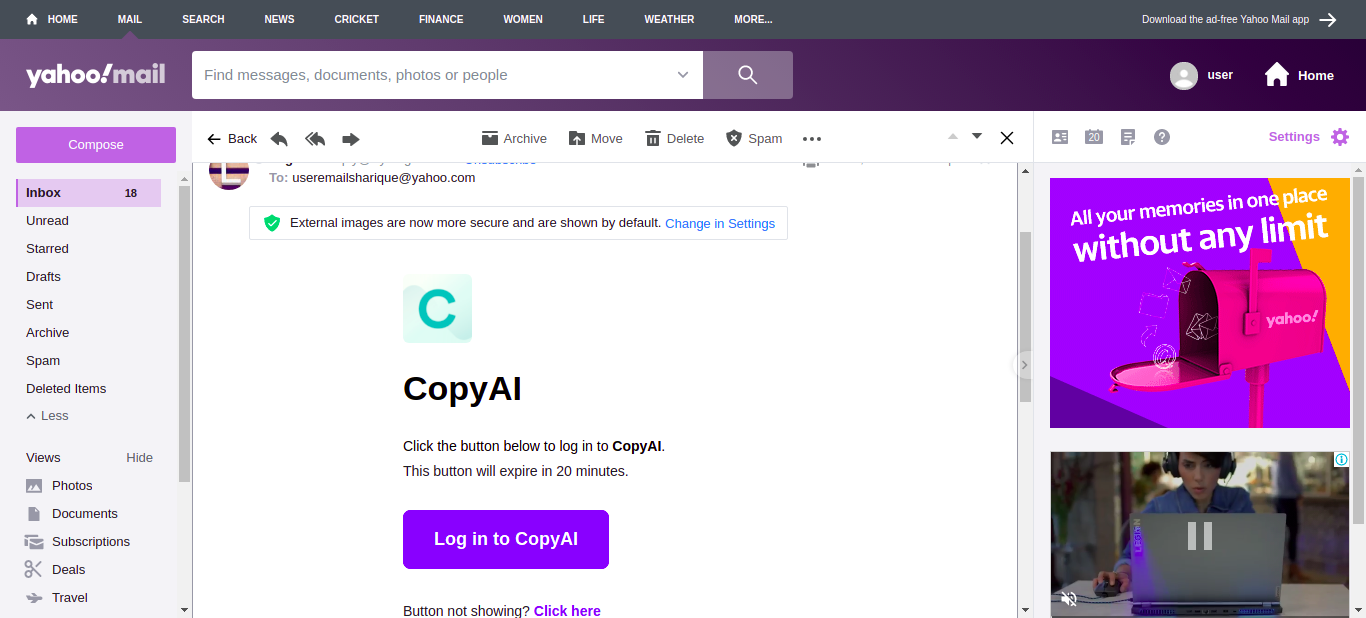 HOME MAIL SEARCH NEWS CRICKET FINANCE WOMEN LIFE WEATHER MORE... Download the ad-free Yahoo Mail app
yahoo!mail Find messages, documents, photos or people user Home
Compose Back Archive Move Delete Spam 20 Settings
To: useremailsharique@yahoo.com
Inbox 18
Unread
Starred
Drafts
Sent
Archive
Spam
Deleted Items
Less
Views Hide
Photos
Documents
Subscriptions
Deals
Travel
External images are now more secure and are shown by default. Change in Settings
C
CopyAI
Click the button below to log in to CopyAI.
This button will expire in 20 minutes.
Log in to CopyAI
Button not showing? Click here
All your memories in one place
without any limit
yahoo!
LEGION